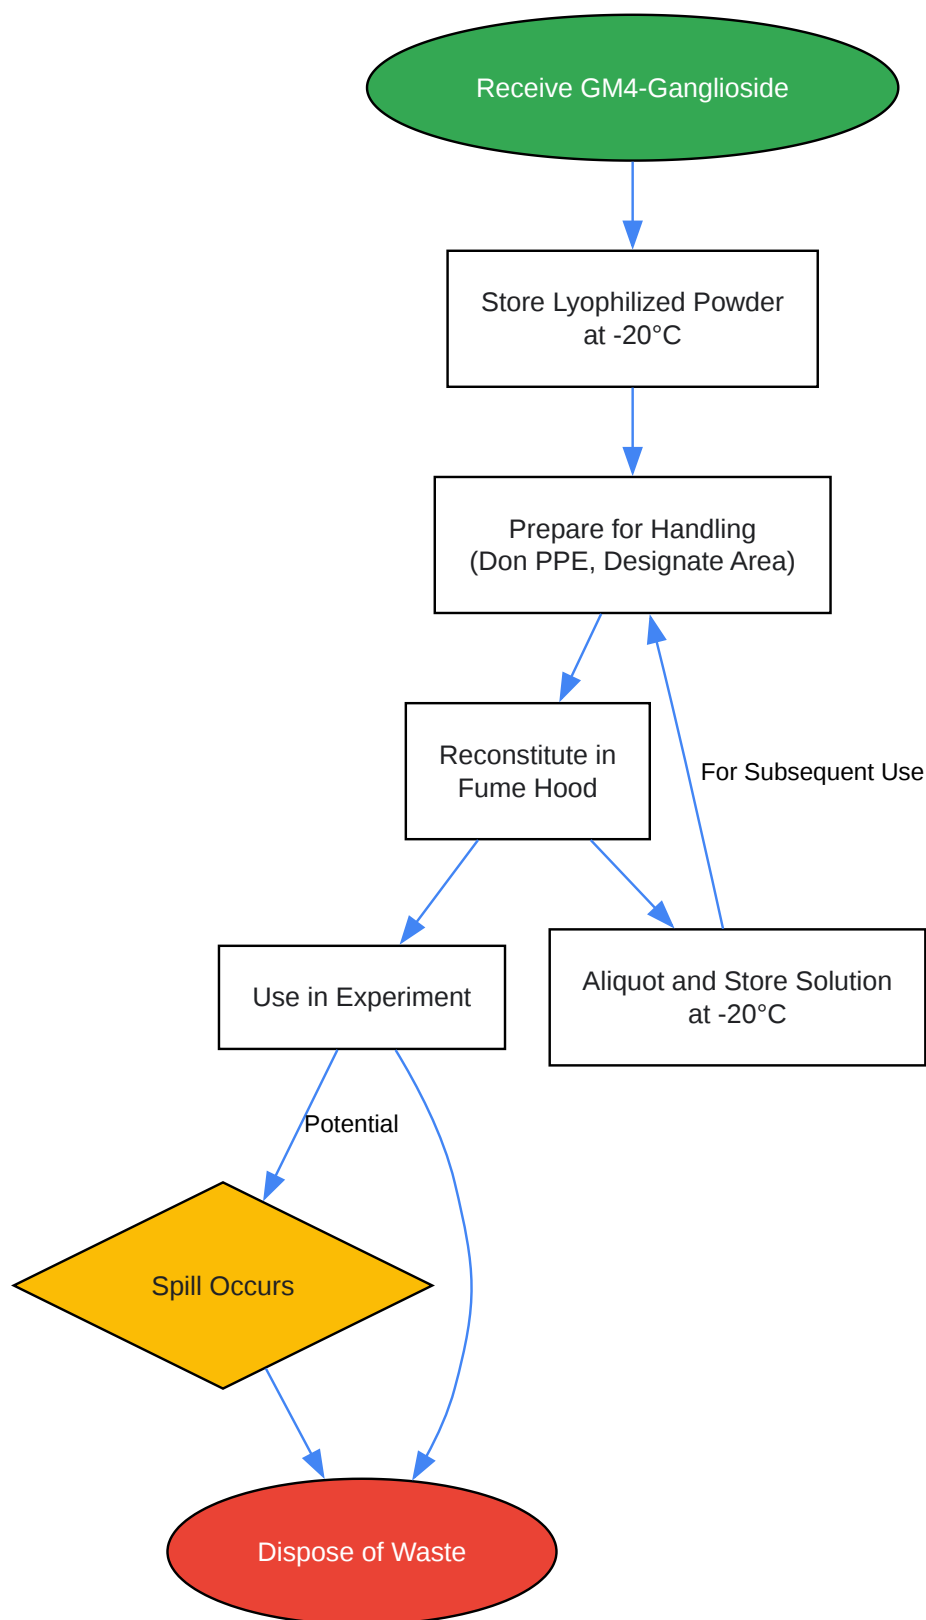 Receive GM4-Ganglioside
Store Lyophilized Powder
at -20°C
Prepare for Handling
(Don PPE, Designate Area)
Reconstitute in
Fume Hood
For Subsequent Use
Use in Experiment
Aliquot and Store Solution
at -20°C
Potential
Spill Occurs
Dispose of Waste